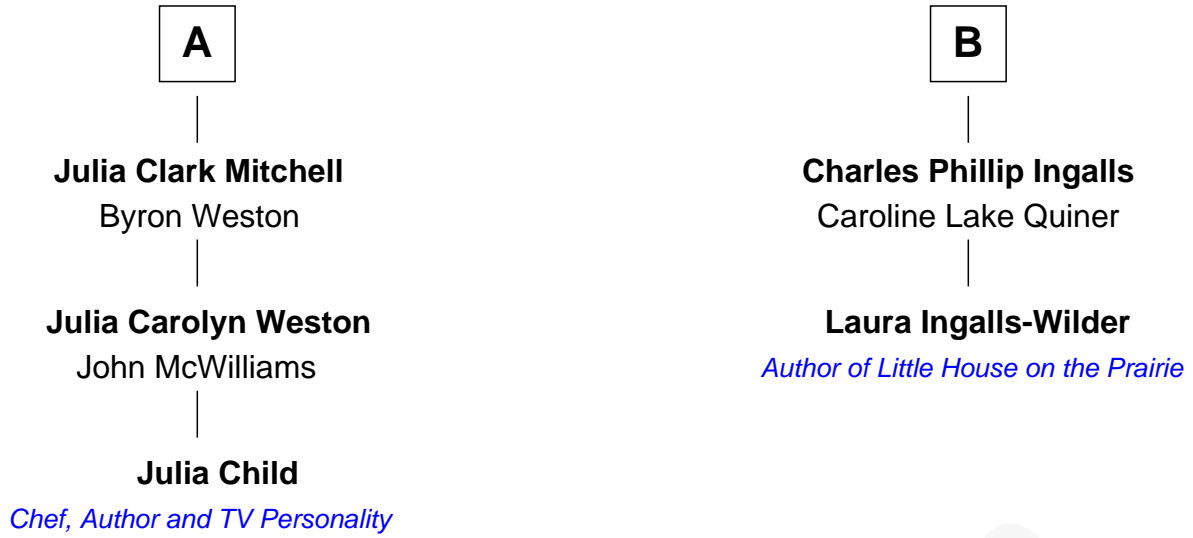 A
Julia Clark Mitchell
Byron Weston
Julia Carolyn Weston
John McWilliams
Julia Child
Chef, Author and TV Personality
B
Charles Phillip Ingalls
Caroline Lake Quiner
Laura Ingalls-Wilder
Author of Little House on the Prairie